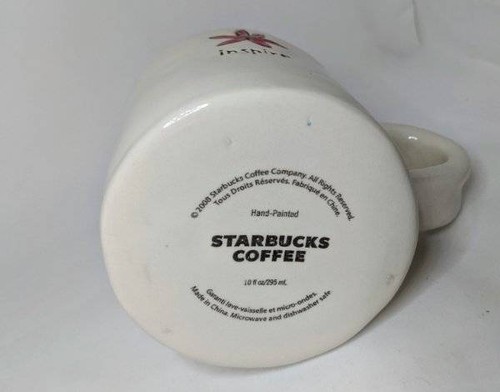 inspire
© 2008 Starbucks Coffee Company. All Rights Reserved.
Tous Droits Réservés. Fabriqué en Chine.
Hand-Painted
STARBUCKS
COFFEE
10 fl oz/295 mL
Garanti lave-vaisselle et micro-ondes.
Made in China. Microwave and dishwasher safe.